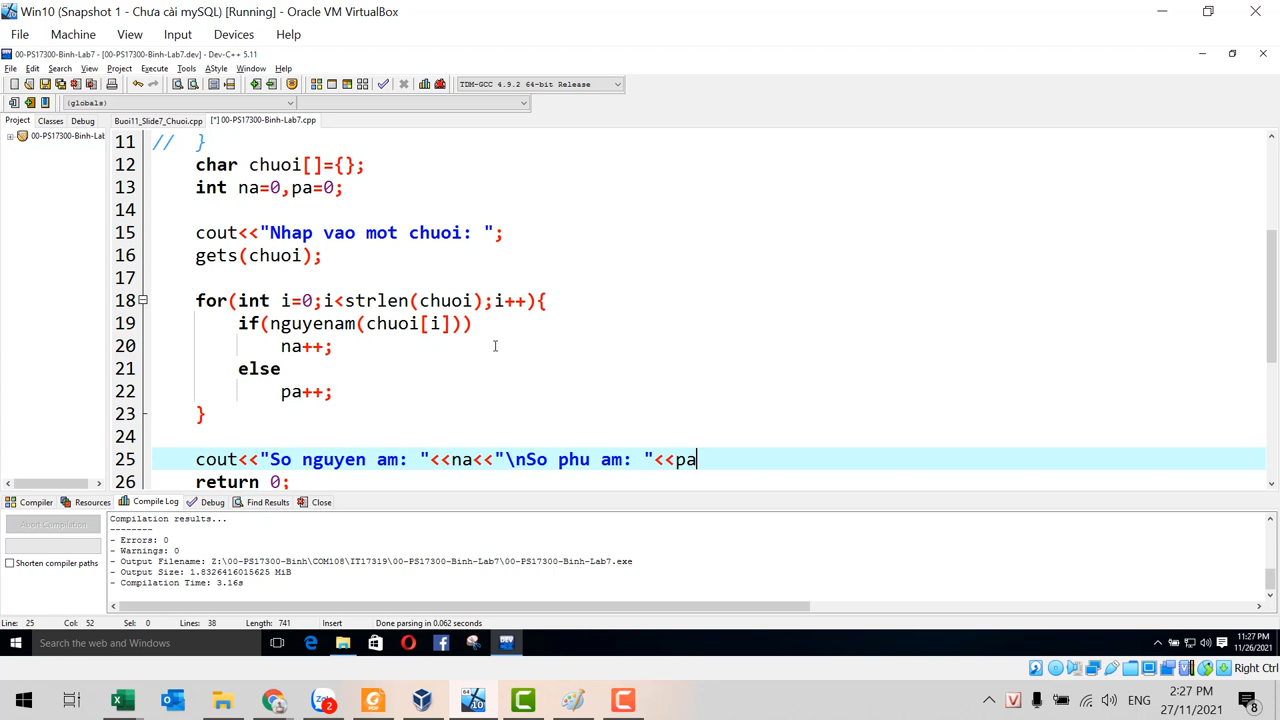 Win10 (Snapshot 1 - Chưa cài mySQL) [Running] - Oracle VM VirtualBox
File Machine View Input Devices Help
00-PS17300-Binh-Lab7 - [00-PS17300-Binh-Lab7.dev] - Dev-C++ 5.11
File Edit Search View Project Execute Tools AStyle Window Help
TDM-GCC 4.9.2 64-bit Release
(globals)
Project Classes Debug Buoi11_Slide7_Chuoi.cpp [*] 00-PS17300-Binh-Lab7.cpp
00-PS17300-Binh-Lab
11 // }
12 char chuoi[]={};
13 int na=0,pa=0;
14
15 cout<<"Nhap vao mot chuoi: ";
16 gets(chuoi);
17
18 for(int i=0;i<strlen(chuoi);i++){
19 if(nguyenam(chuoi[i]))
20 na++;
21 else
22 pa++;
23 }
24
25 cout<<"So nguyen am: "<<na<<"\nSo phu am: "<<pa
26 return 0;
Compiler Resources Compile Log Debug Find Results Close
Abort Compilation
Shorten compiler paths
Compilation results...
--------
- Errors: 0
- Warnings: 0
- Output Filename: Z:\00-PS17300-Binh\COM108\IT17319\00-PS17300-Binh-Lab7\00-PS17300-Binh-Lab7.exe
- Output Size: 1.8326416015625 MiB
- Compilation Time: 3.16s
Line: 25 Col: 52 Sel: 0 Lines: 38 Length: 741 Insert Done parsing in 0.062 seconds
Search the web and Windows
DEV
11:27 PM
11/26/2021
Right Ctrl
ENG
2:27 PM
27/11/2021
8